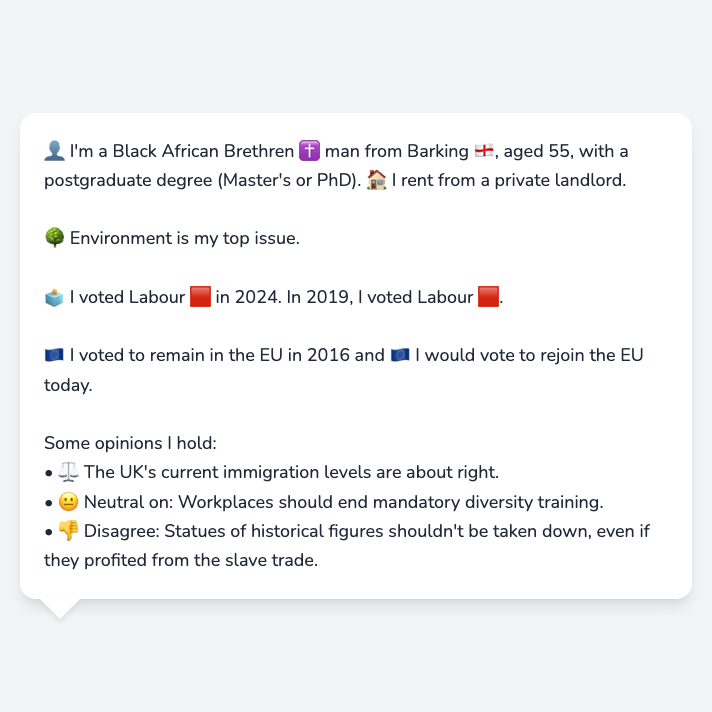 👤 I'm a Black African Brethren ✝️ man from Barking 🏴󠁧󠁢󠁥󠁮󠁧󠁿, aged 55, with a
postgraduate degree (Master's or PhD). 🏠 I rent from a private landlord.
🌳 Environment is my top issue.
🗳️ I voted Labour 🟥 in 2024. In 2019, I voted Labour 🟥.
🇪🇺 I voted to remain in the EU in 2016 and 🇪🇺 I would vote to rejoin the EU
today.
Some opinions I hold:
• ⚖️ The UK's current immigration levels are about right.
• 😐 Neutral on: Workplaces should end mandatory diversity training.
• 👎 Disagree: Statues of historical figures shouldn't be taken down, even if
they profited from the slave trade.